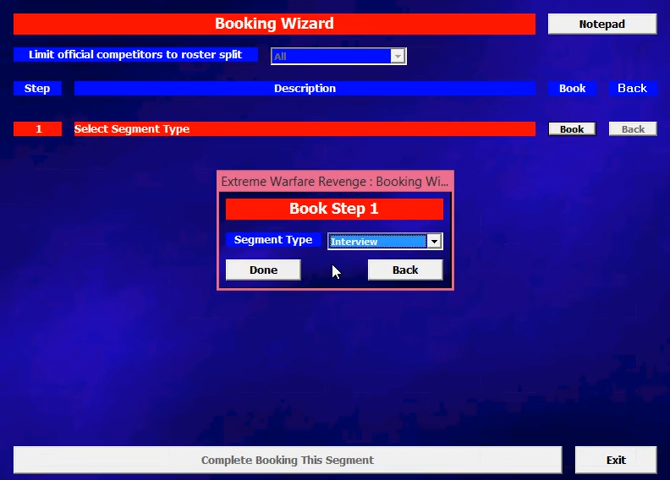 Booking Wizard
Notepad
Limit official competitors to roster split
All
Step
Description
Book
Back
1
Select Segment Type
Book
Back
Extreme Warfare Revenge : Booking Wi...
Book Step 1
Segment Type
Interview
Done
Back
Complete Booking This Segment
Exit